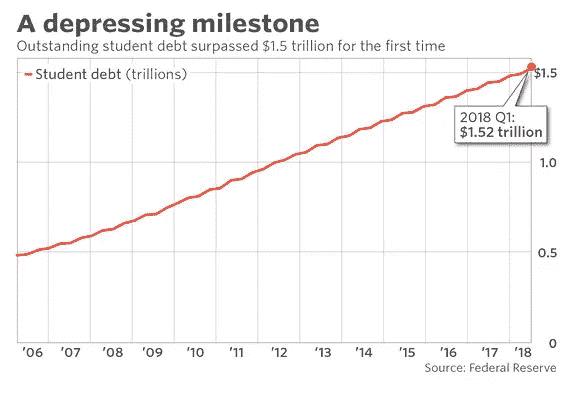 A depressing milestone
Outstanding student debt surpassed $1.5 trillion for the first time
Student debt (trillions)
$1.5
2018 Q1:
$1.52 trillion
1.0
0.5
0
'06 '07 '08 '09 '10 '11 '12 '13 '14 '15 '16 '17 '18
Source: Federal Reserve